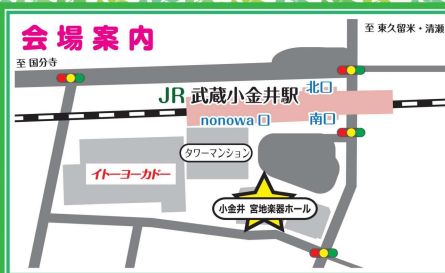 会場案内
至 東久留米・清瀬
至 国分寺
JR 武蔵小金井駅
北口
nonowa 口
南口
タワーマンション
イトーヨーカドー
小金井 宮地楽器ホール